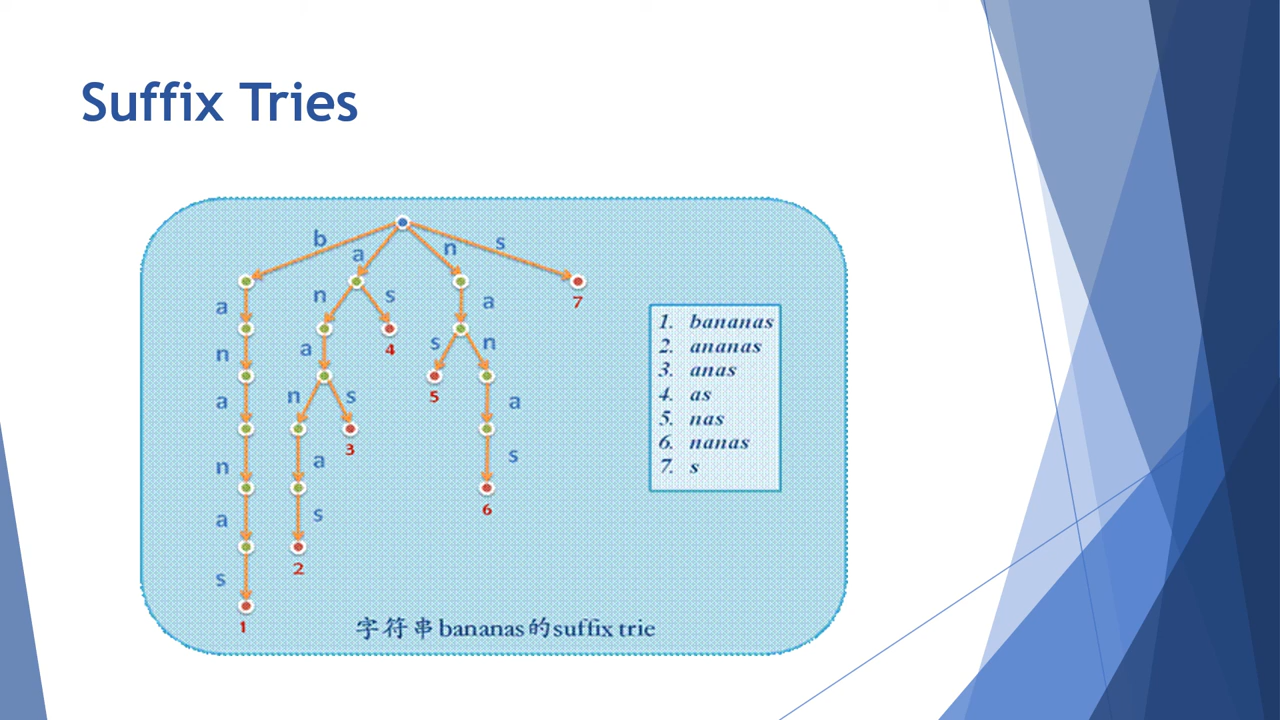 Suffix Tries
b
a
n
s
a
n
s
a
7
n
a
4
s
n
1. bananas
2. ananas
3. anas
4. as
5. nas
6. nanas
7. s
a
n
s
5
a
3
n
a
s
a
s
6
s
2
1
字符串bananas的suffix trie